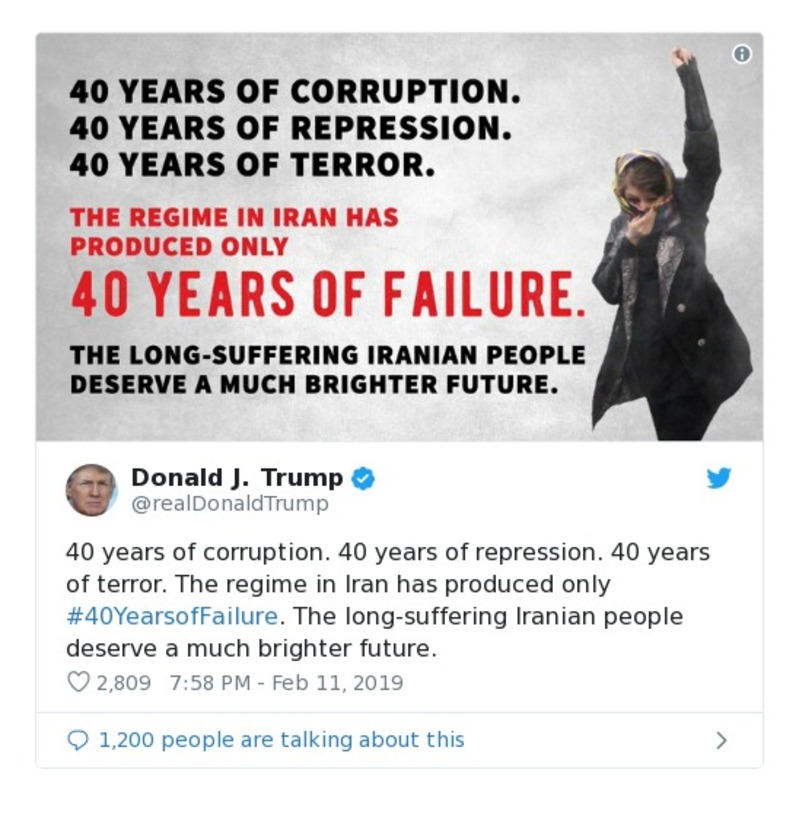 40 YEARS OF CORRUPTION.
40 YEARS OF REPRESSION.
40 YEARS OF TERROR.
THE REGIME IN IRAN HAS
PRODUCED ONLY
40 YEARS OF FAILURE.
THE LONG-SUFFERING IRANIAN PEOPLE
DESERVE A MUCH BRIGHTER FUTURE.
Donald J. Trump
@realDonaldTrump
40 years of corruption. 40 years of repression. 40 years
of terror. The regime in Iran has produced only
#40YearsofFailure. The long-suffering Iranian people
deserve a much brighter future.
2,809 7:58 PM - Feb 11, 2019
1,200 people are talking about this